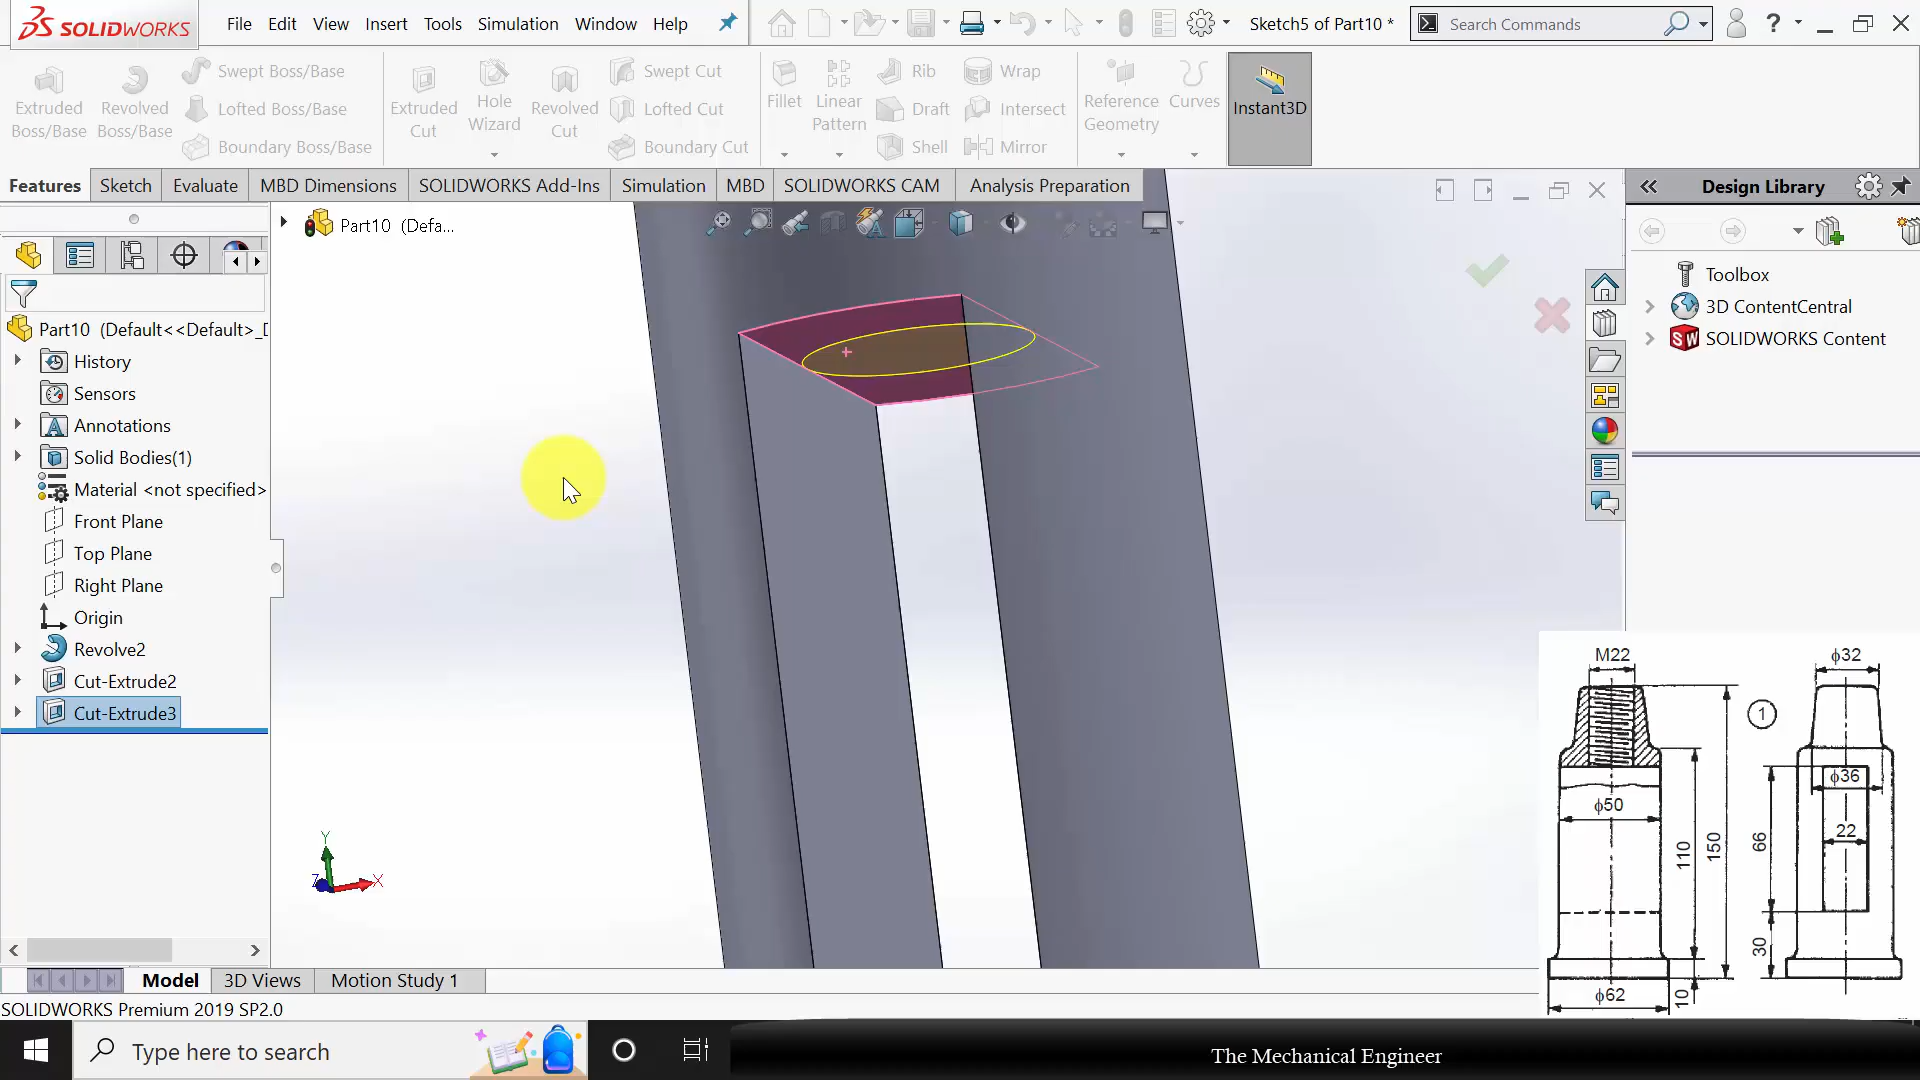 SOLIDWORKS
File Edit View Insert Tools Simulation Window Help
Sketch5 of Part10 *
Search Commands
?
Extruded Boss/Base
Revolved Boss/Base
Swept Boss/Base
Lofted Boss/Base
Boundary Boss/Base
Extruded Cut
Hole Wizard
Revolved Cut
Swept Cut
Lofted Cut
Boundary Cut
Fillet
Linear Pattern
Rib
Draft
Shell
Wrap
Intersect
Mirror
Reference Geometry
Curves
Instant3D
Features Sketch Evaluate MBD Dimensions SOLIDWORKS Add-Ins Simulation MBD SOLIDWORKS CAM Analysis Preparation
Design Library
Part10 (Defa...
Toolbox
3D ContentCentral
SOLIDWORKS Content
Part10 (Default<<Default>_D
History
Sensors
Annotations
Solid Bodies(1)
Material <not specified>
Front Plane
Top Plane
Right Plane
Origin
Revolve2
Cut-Extrude2
Cut-Extrude3
Y
Z
X
M22
ϕ32
1
ϕ36
ϕ50
22
66
110
150
30
ϕ62
10
Model 3D Views Motion Study 1
SOLIDWORKS Premium 2019 SP2.0
Type here to search
The Mechanical Engineer